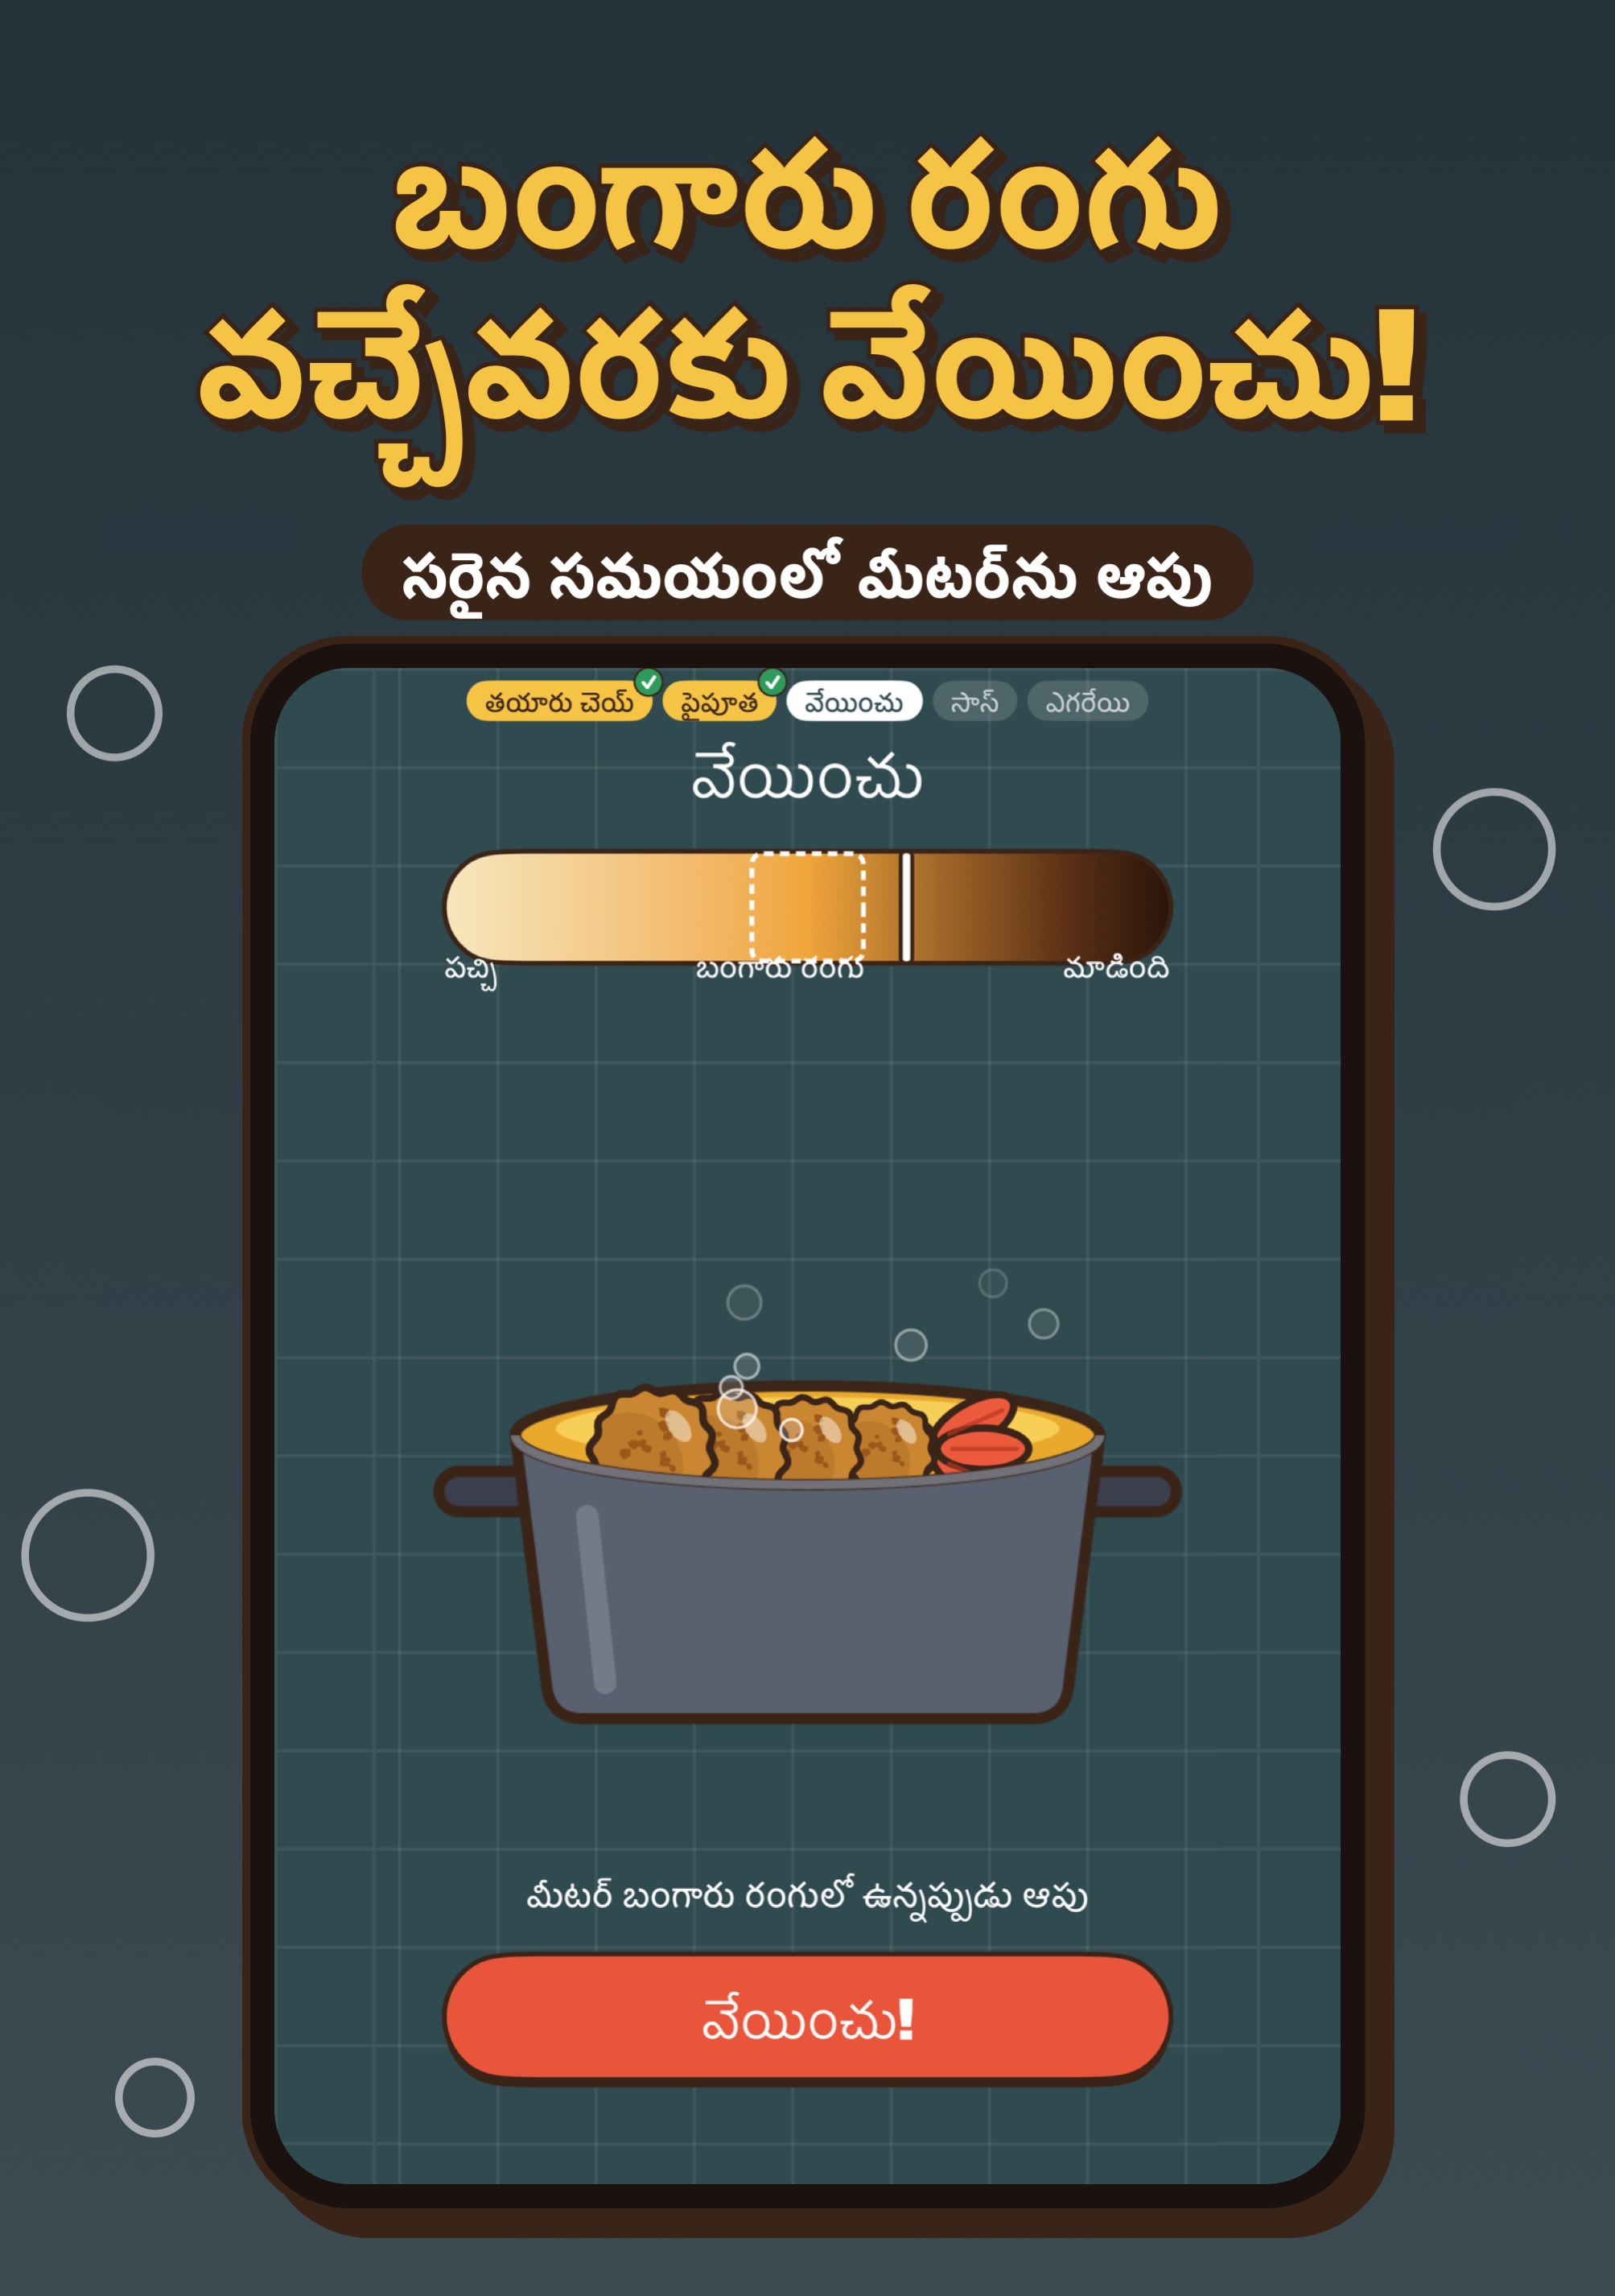 బంగారు రంగు
వచ్చేవరకు వేయించు!
సరైన సమయంలో మీటర్‌ను ఆపు
తయారు చెయ్ పైపూత వేయించు సాస్ ఎగరేయి
వేయించు
పచ్చి బంగారు రంగు మాడింది
మీటర్ బంగారు రంగులో ఉన్నప్పుడు ఆపు
వేయించు!